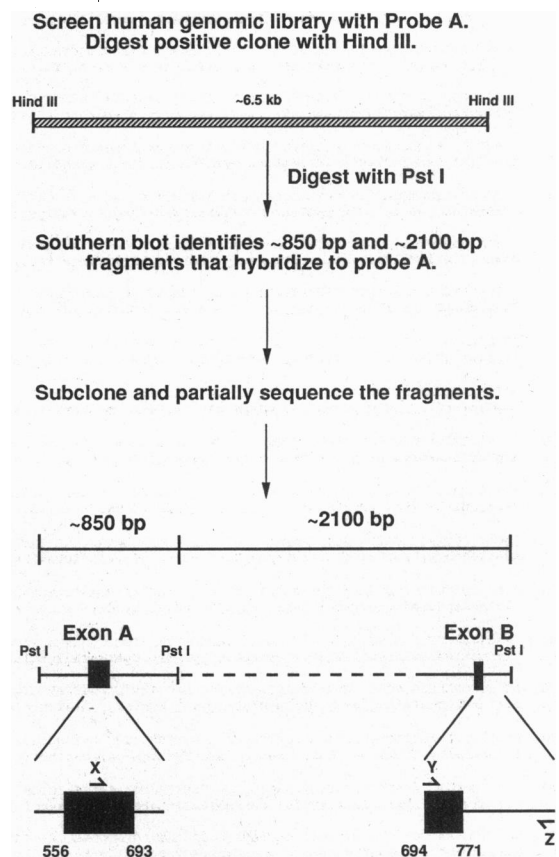 Screen human genomic library with Probe A.
Digest positive clone with Hind III.
Hind III
~6.5 kb
Hind III
Digest with Pst I
Southern blot identifies ~850 bp and ~2100 bp
fragments that hybridize to probe A.
Subclone and partially sequence the fragments.
~850 bp
~2100 bp
Exon A
Exon B
Pst I
Pst I
Pst I
X
Y
Z
556
693
694
771